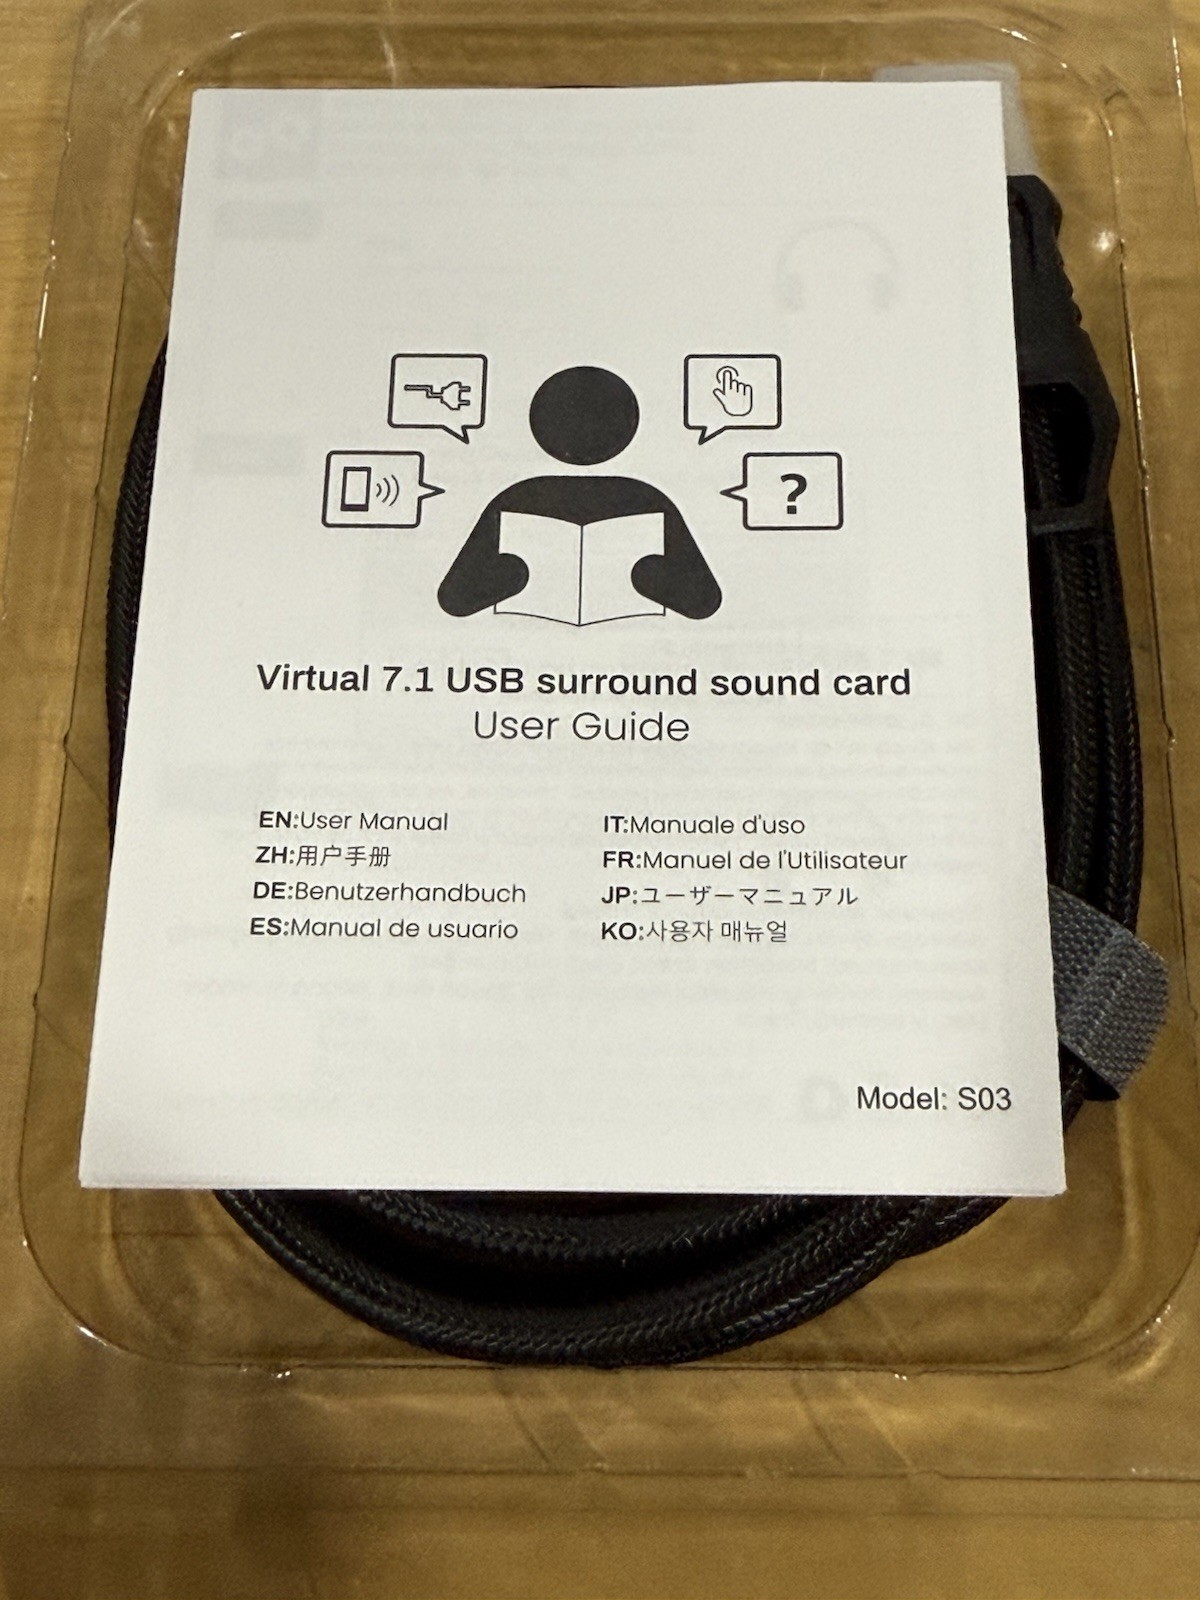 ?
Virtual 7.1 USB surround sound card
User Guide
EN:User Manual
ZH:用户手册
DE:Benutzerhandbuch
ES:Manual de usuario
IT:Manuale d'uso
FR:Manuel de l'Utilisateur
JP:ユーザーマニュアル
KO:사용자 매뉴얼
Model: S03